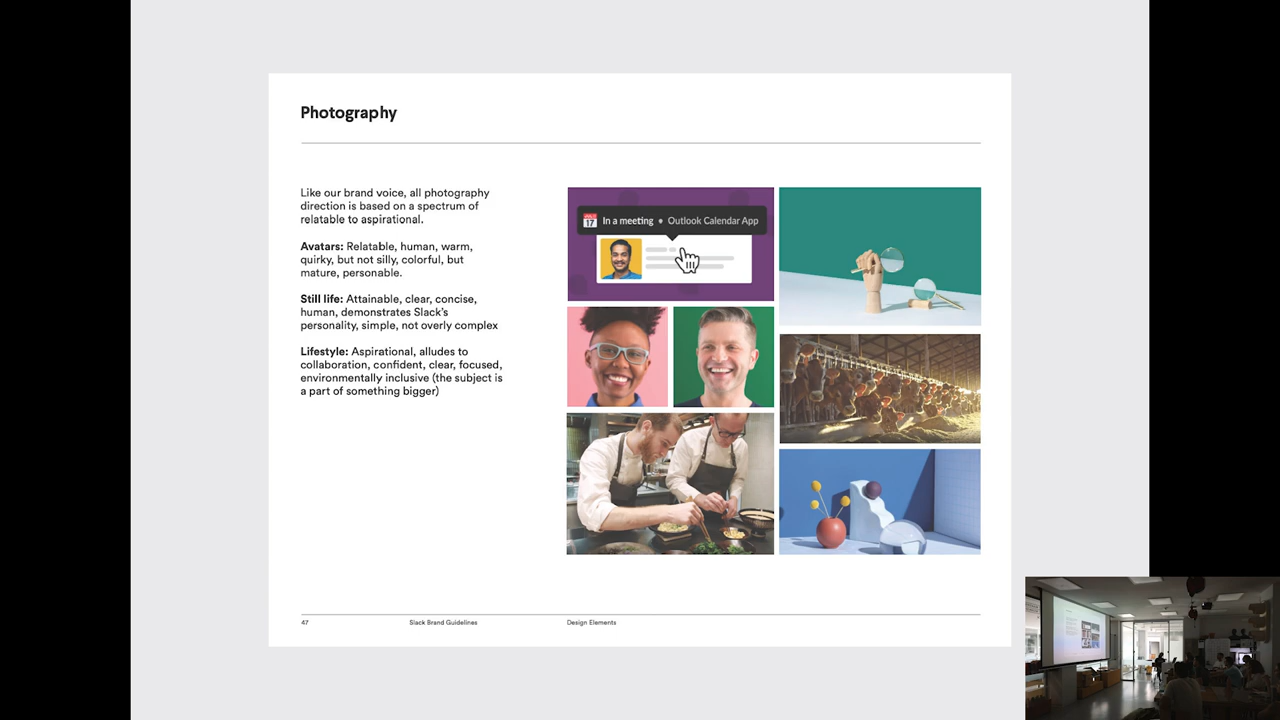 Photography
Like our brand voice, all photography
direction is based on a spectrum of
relatable to aspirational.
Avatars: Relatable, human, warm,
quirky, but not silly, colorful, but
mature, personable.
Still life: Attainable, clear, concise,
human, demonstrates Slack's
personality, simple, not overly complex
Lifestyle: Aspirational, alludes to
collaboration, confident, clear, focused,
environmentally inclusive (the subject is
a part of something bigger)
17 In a meeting • Outlook Calendar App
47 Slack Brand Guidelines Design Elements